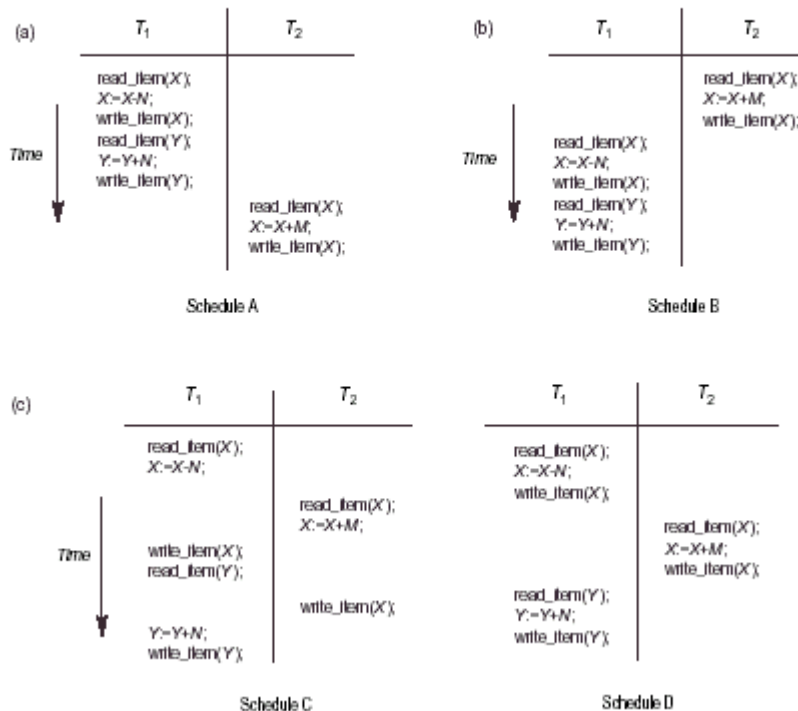 (a) T1 T2
read_item(X);
X:=X-N;
write_item(X);
read_item(Y);
Time
Y:=Y+N;
write_item(Y);
read_item(X);
X:=X+M;
write_item(X);
Schedule A
(b) T1 T2
read_item(X);
X:=X+M;
write_item(X);
Time
read_item(X);
X:=X-N;
write_item(X);
read_item(Y);
Y:=Y+N;
write_item(Y);
Schedule B
(c) T1 T2
read_item(X);
X:=X-N;
read_item(X);
X:=X+M;
Time
write_item(X);
read_item(Y);
write_item(X);
Y:=Y+N;
write_item(Y);
Schedule C
T1 T2
read_item(X);
X:=X-N;
write_item(X);
read_item(X);
X:=X+M;
write_item(X);
read_item(Y);
Y:=Y+N;
write_item(Y);
Schedule D